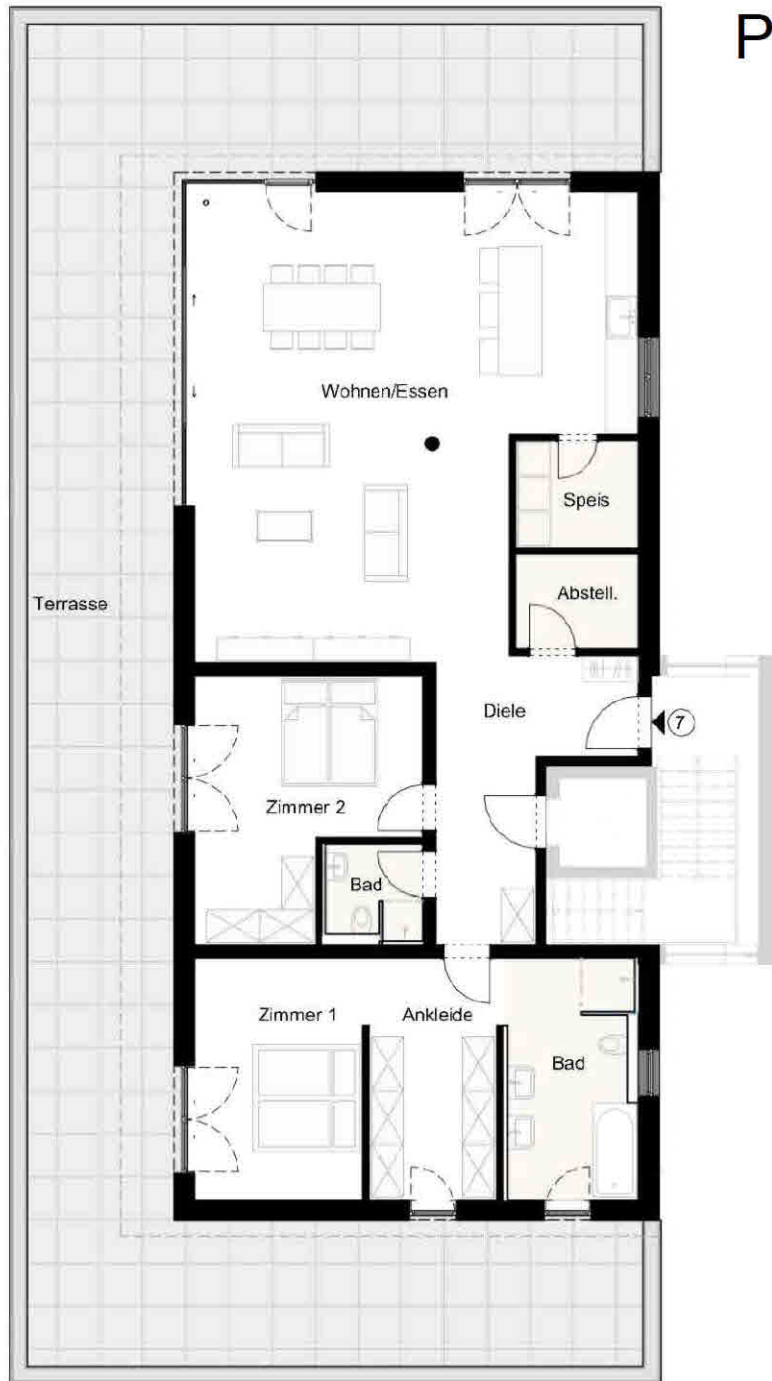 P
Wohnen/Essen
Speis
Abstell.
Terrasse
Diele
7
Zimmer 2
Bad
Zimmer 1
Ankleide
Bad